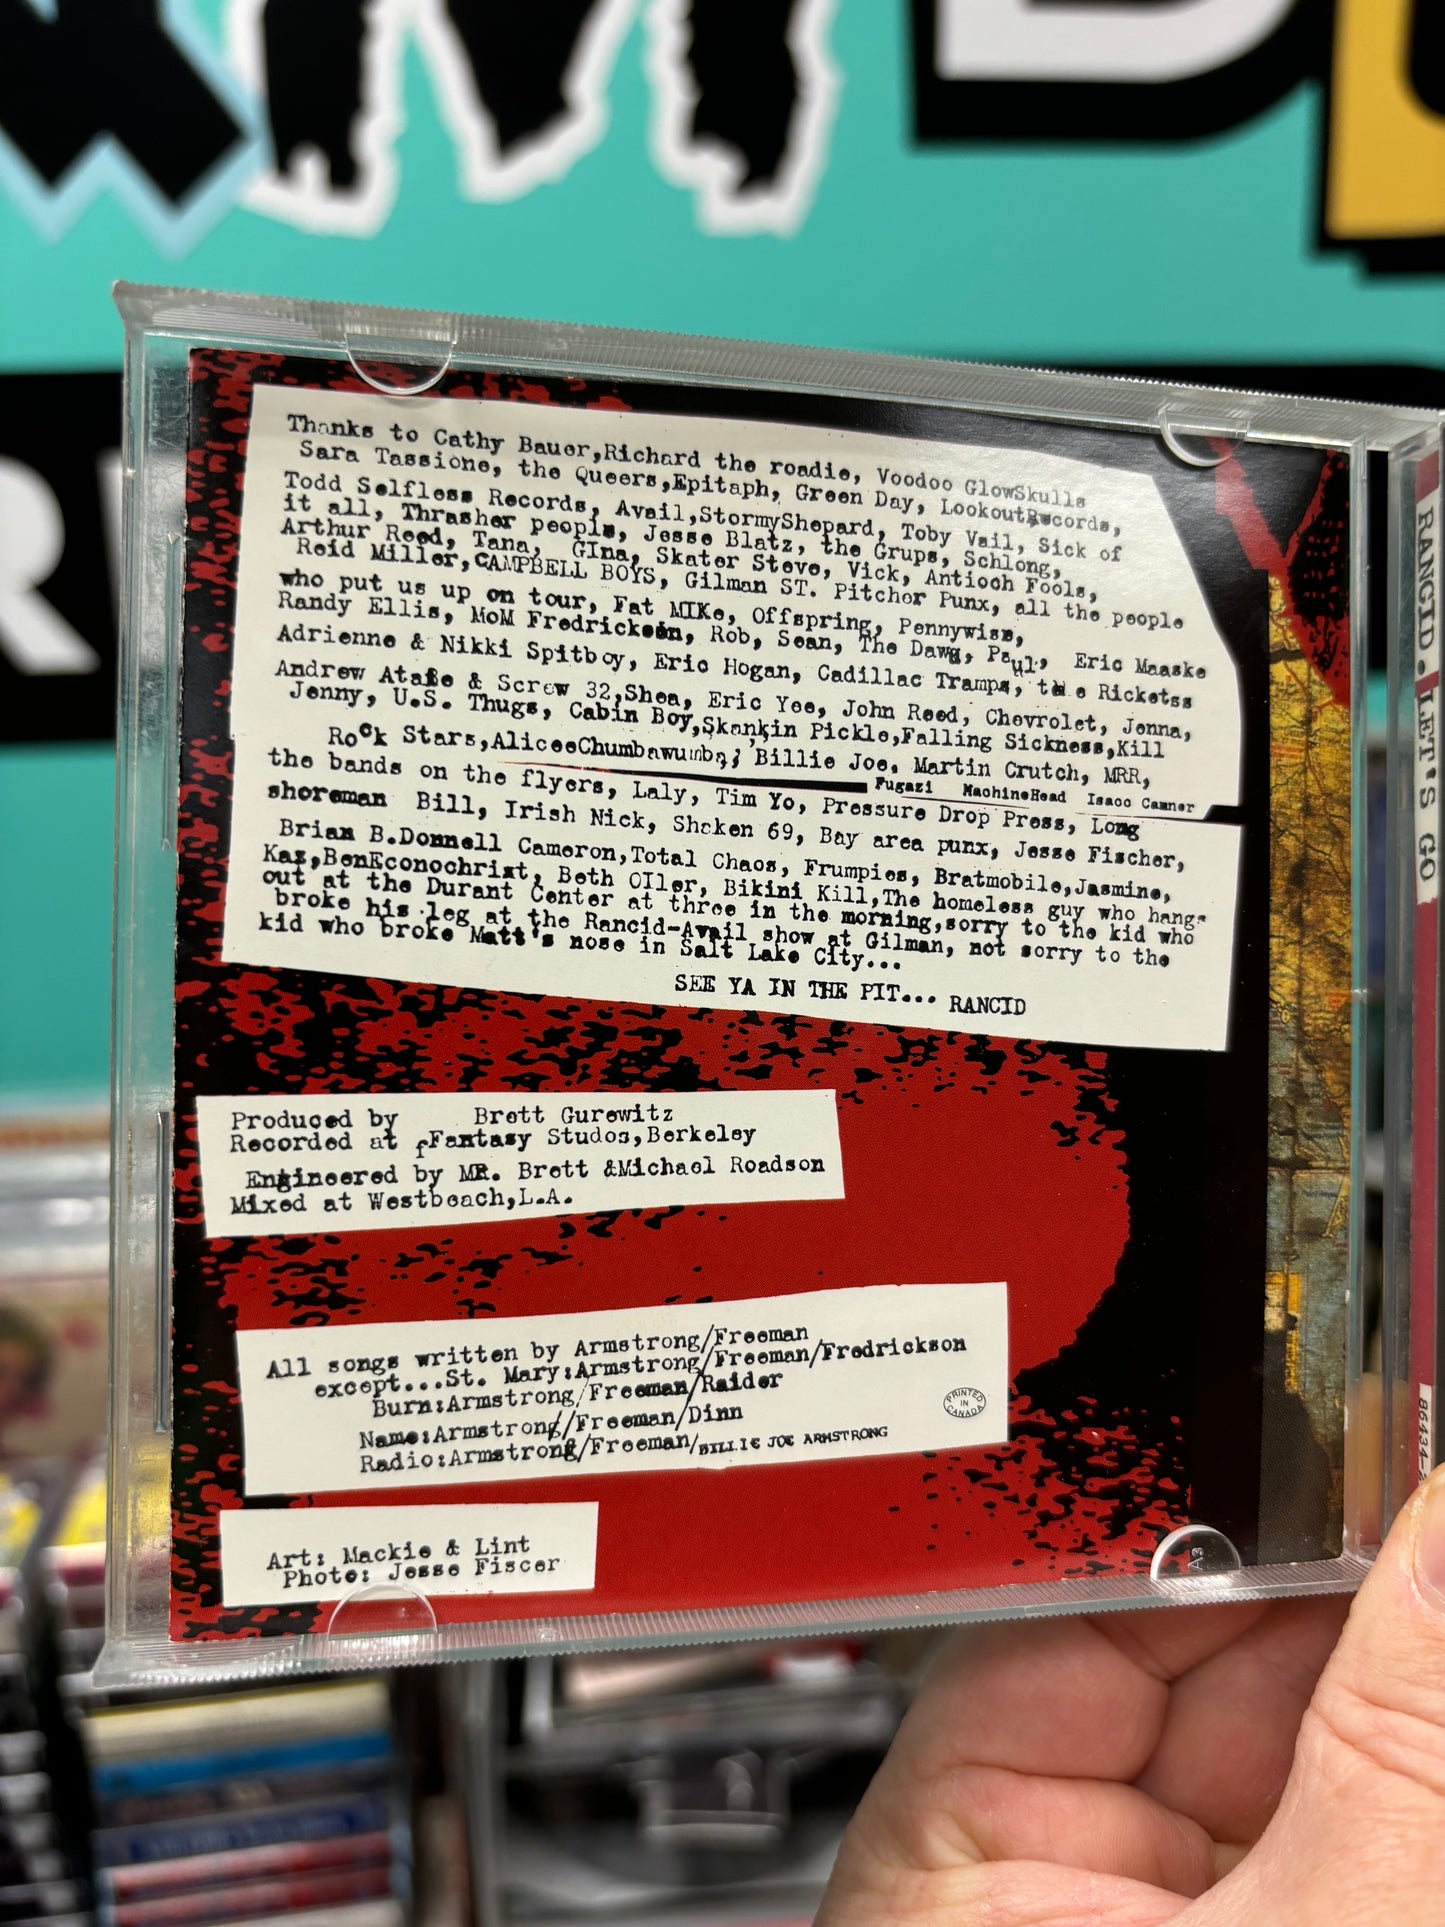 Thanks to Cathy Bauer,Richard the roadie, Voodoo GlowSkulls
Sara Tassione, the Queers,Epitaph, Green Day, LookoutRecords,
Todd Selfless Records, Avail,StormyShepard, Toby Vail, Sick of
it all, Thrasher people, Jesse Blatz, the Grups, Schlong,
Arthur Reed, Tana, GIna, Skater Steve, Vick, Antioch Fools,
Reid Miller,CAMPBELL BOYS, Gilman ST. Pitcher Punx, all the people
who put us up on tour, Fat MIKe, Offspring, Pennywise,
Randy Ellis, MoM Fredrickson, Rob, Sean, The Dawg, Paul, Eric Maaske
Adrienne & Nikki Spitboy, Eric Hogan, Cadillac Tramps, the Ricketss
Andrew Ataße & Screw 32,Shea, Eric Yee, John Reed, Chevrolet, Jenna,
Jenny, U.S. Thugs, Cabin Boy,Skankin Pickle,Falling Sickness,Kill
Rock Stars,AliceeChumbawumba, Billie Joe, Martin Crutch, MRR,
Fugazi MachineHead Isacc Camner
the bands on the flyers, Laly, Tim Yo, Pressure Drop Press, Long
shoreman Bill, Irish Nick, Shaken 69, Bay area punx, Jesse Fischer,
Brian B.Donnell Cameron,Total Chaos, Frumpies, Bratmobile,Jasmine,
Kaz,BenEconochrist, Beth OIler, Bikini Kill,The homeless guy who hangs
out at the Durant Center at three in the morning,sorry to the kid who
broke his leg at the Rancid-Avail show at Gilman, not sorry to the
kid who broke Matt's nose in Salt Lake City...
SEE YA IN THE PIT... RANCID
Produced by Brett Gurewitz
Recorded at fFantasy Studos,Berkeley
Engineered by MR. Brett &Michael Roadson
Mixed at Westbeach,L.A.
All songs written by Armstrong/Freeman
except...St. Mary:Armstrong/Freeman/Fredrickson
Burn:Armstrong/Freeman/Raider
Name:Armstrong/Freeman/Dinn
Radio:Armstrong/Freeman/BILLIE JOE ARMSTRONG
PRINTED
IN
CANADA
Art: Mackie & Lint
Photo: Jesse Fiscer
A3
RANCID. LET'S GO
86434-2